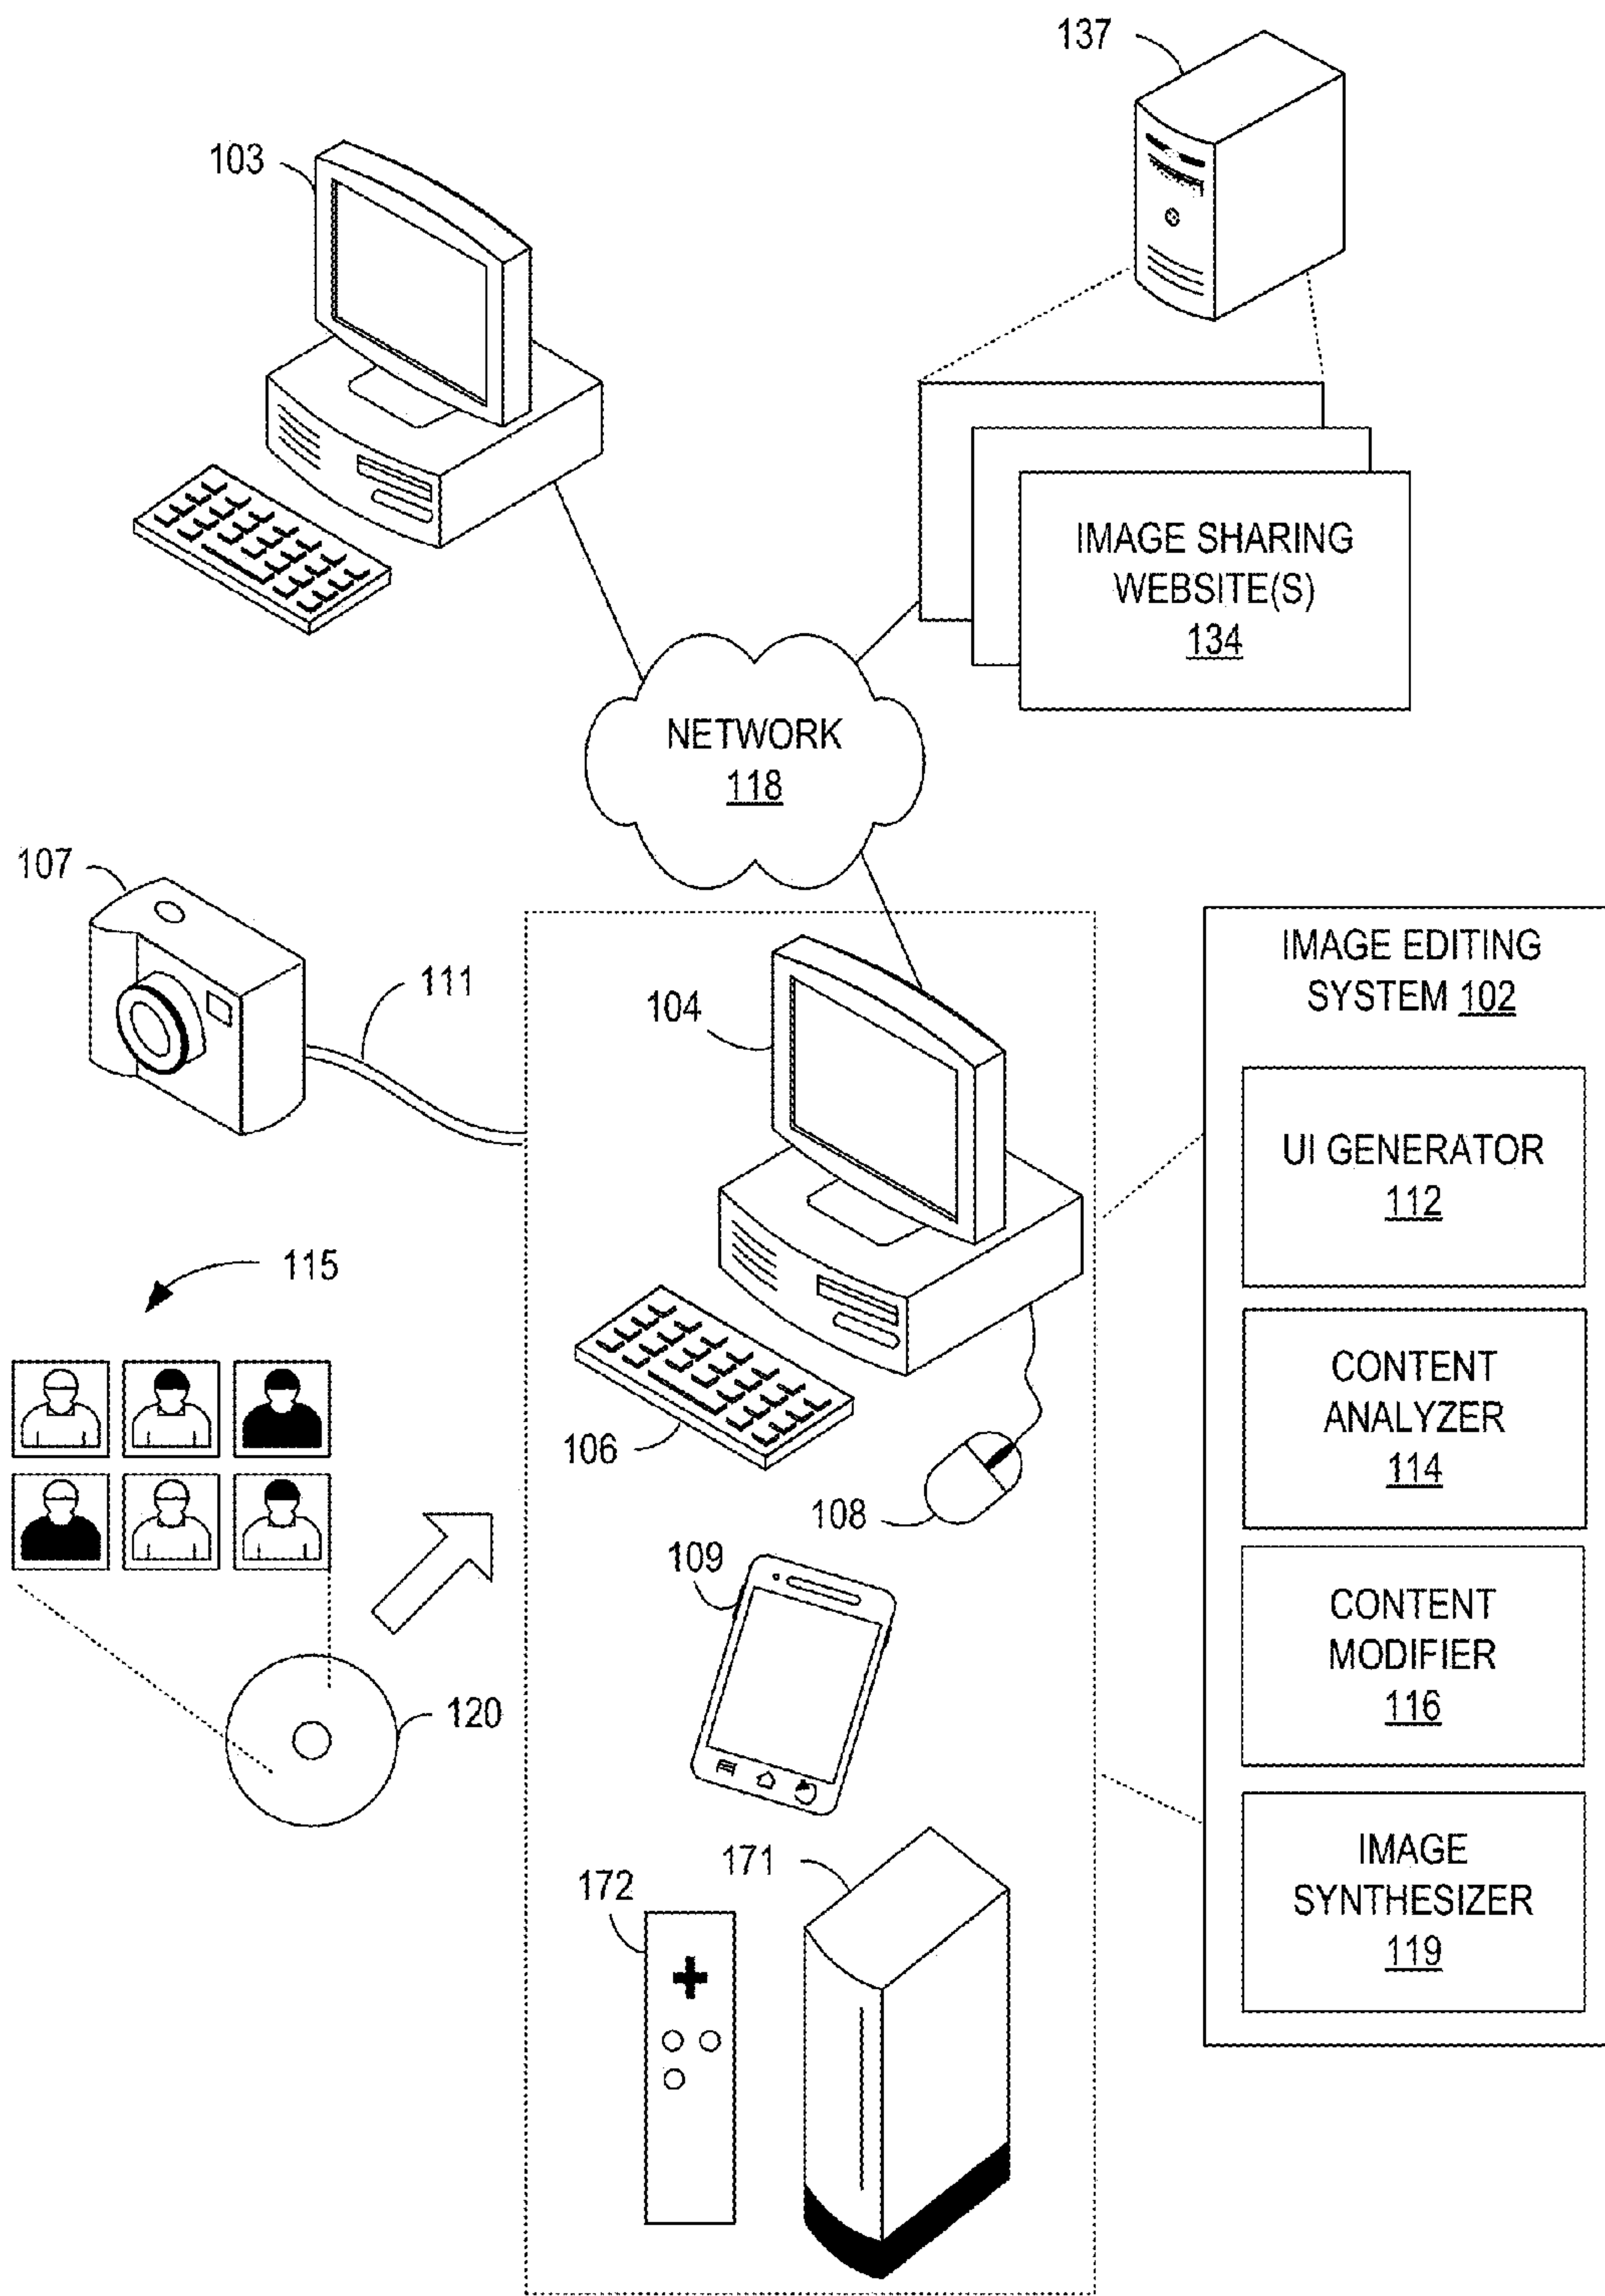 137
103
IMAGE SHARING
WEBSITE(S)
134
NETWORK
118
107
111
104
IMAGE EDITING
SYSTEM 102
UI GENERATOR
112
115
CONTENT
ANALYZER
114
106
108
109
CONTENT
MODIFIER
116
120
171
172
IMAGE
SYNTHESIZER
119